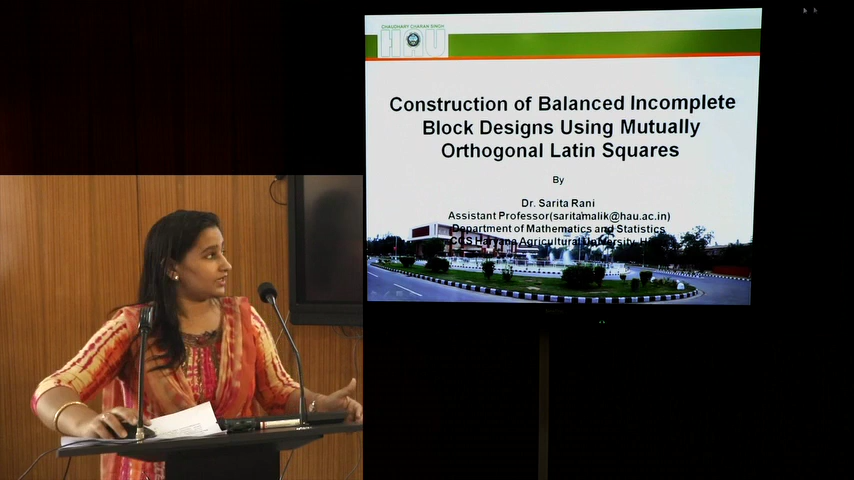 CHAUDHARY CHARAN SINGH
HAU
Construction of Balanced Incomplete
Block Designs Using Mutually
Orthogonal Latin Squares
By
Dr. Sarita Rani
Assistant Professor(saritamalik@hau.ac.in)
Department of Mathematics and Statistics
CCS Haryana Agricultural University,